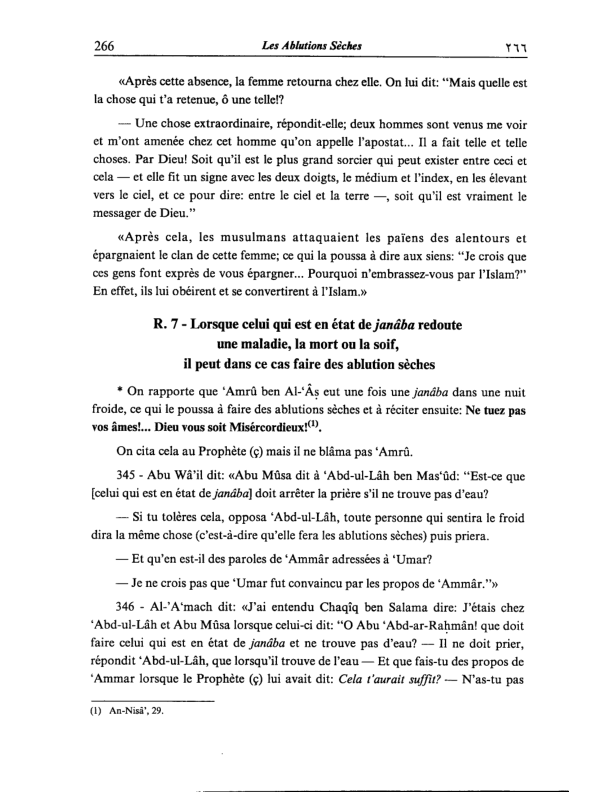 266 Les Ablutions Sèches ٢٦٦
«Après cette absence, la femme retourna chez elle. On lui dit: “Mais quelle est
la chose qui t'a retenue, ô une telle!?
— Une chose extraordinaire, répondit-elle; deux hommes sont venus me voir
et m'ont amenée chez cet homme qu'on appelle l'apostat... Il a fait telle et telle
choses. Par Dieu! Soit qu'il est le plus grand sorcier qui peut exister entre ceci et
cela — et elle fit un signe avec les deux doigts, le médium et l'index, en les élevant
vers le ciel, et ce pour dire: entre le ciel et la terre —, soit qu'il est vraiment le
messager de Dieu.”
«Après cela, les musulmans attaquaient les païens des alentours et
épargnaient le clan de cette femme; ce qui la poussa à dire aux siens: “Je crois que
ces gens font exprès de vous épargner... Pourquoi n'embrassez-vous par l'Islam?”
En effet, ils lui obéirent et se convertirent à l'Islam.»
R. 7 - Lorsque celui qui est en état de janâba redoute
une maladie, la mort ou la soif,
il peut dans ce cas faire des ablution sèches
* On rapporte que ‘Amrû ben Al-‘Âṣ eut une fois une janâba dans une nuit
froide, ce qui le poussa à faire des ablutions sèches et à réciter ensuite: Ne tuez pas
vos âmes!... Dieu vous soit Miséricordieux!(1).
On cita cela au Prophète (ç) mais il ne blâma pas ‘Amrû.
345 - Abu Wâ'il dit: «Abu Mûsa dit à ‘Abd-ul-Lâh ben Mas‘ûd: “Est-ce que
[celui qui est en état de janâba] doit arrêter la prière s'il ne trouve pas d'eau?
— Si tu tolères cela, opposa ‘Abd-ul-Lâh, toute personne qui sentira le froid
dira la même chose (c'est-à-dire qu'elle fera les ablutions sèches) puis priera.
— Et qu'en est-il des paroles de ‘Ammâr adressées à ‘Umar?
— Je ne crois pas que ‘Umar fut convaincu par les propos de ‘Ammâr.”»
346 - Al-'A‘mach dit: «J'ai entendu Chaqîq ben Salama dire: J'étais chez
‘Abd-ul-Lâh et Abu Mûsa lorsque celui-ci dit: “O Abu ‘Abd-ar-Raḥmân! que doit
faire celui qui est en état de janâba et ne trouve pas d'eau? — Il ne doit prier,
répondit ‘Abd-ul-Lâh, que lorsqu'il trouve de l'eau — Et que fais-tu des propos de
‘Ammar lorsque le Prophète (ç) lui avait dit: Cela t'aurait suffit? — N'as-tu pas
(1) An-Nisâ', 29.